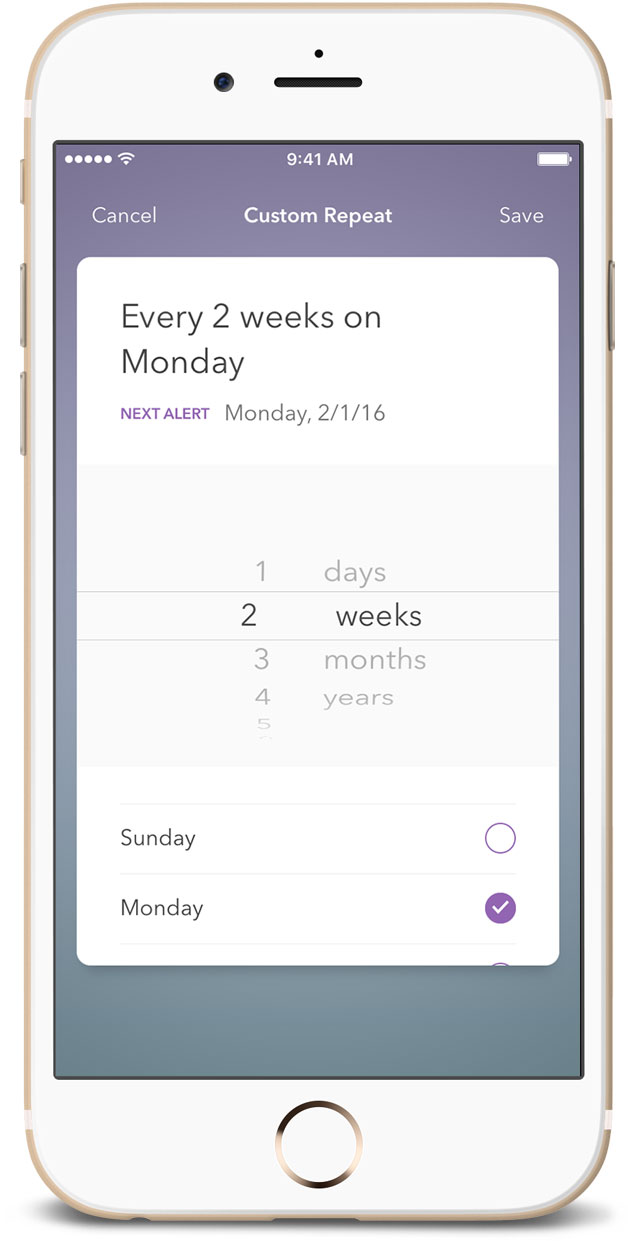 9:41 AM
Cancel Custom Repeat Save
Every 2 weeks on
Monday
NEXT ALERT Monday, 2/1/16
1 days
2 weeks
3 months
4 years
5
Sunday
Monday